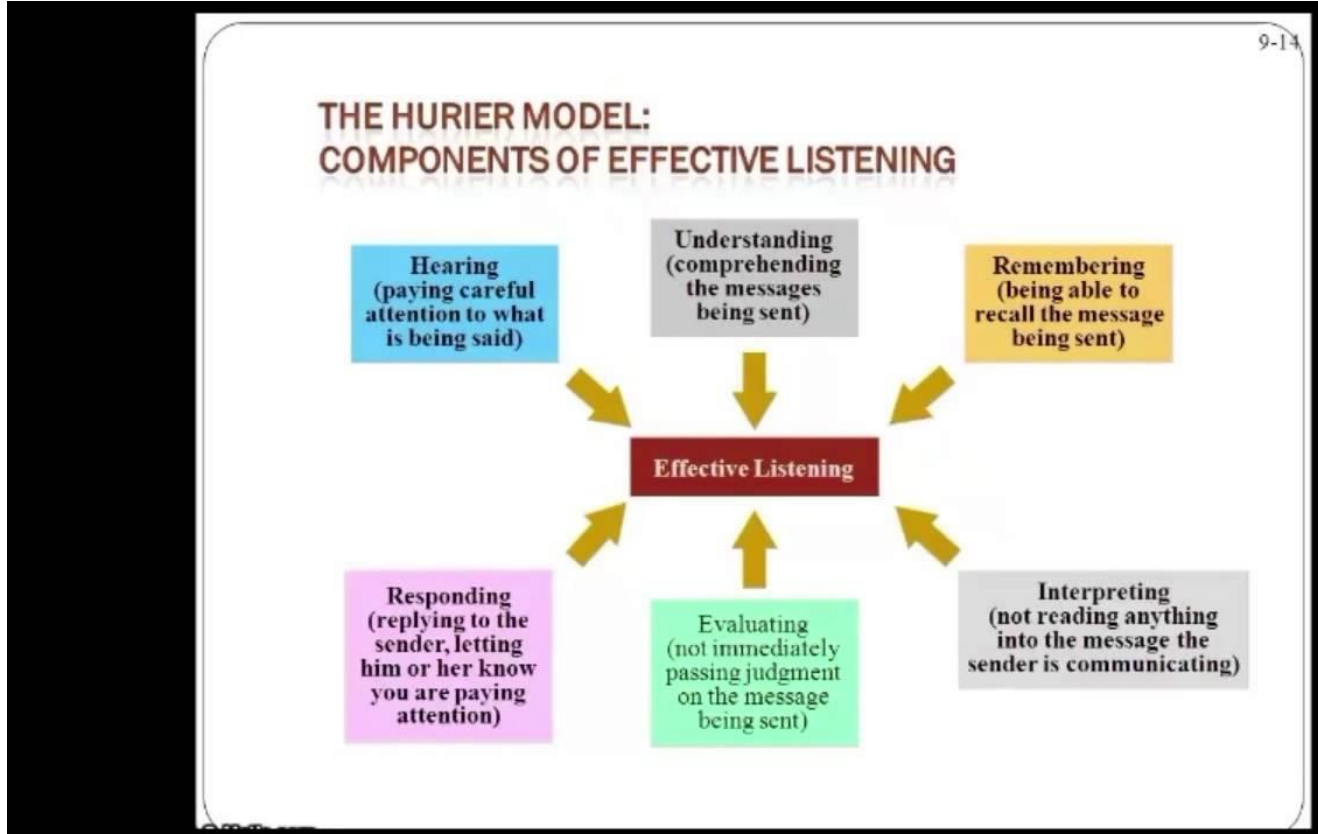 9-14
THE HURIER MODEL:
COMPONENTS OF EFFECTIVE LISTENING
Hearing
(paying careful
attention to what
is being said)
Understanding
(comprehending
the messages
being sent)
Remembering
(being able to
recall the message
being sent)
Effective Listening
Responding
(replying to the
sender, letting
him or her know
you are paying
attention)
Evaluating
(not immediately
passing judgment
on the message
being sent)
Interpreting
(not reading anything
into the message the
sender is communicating)